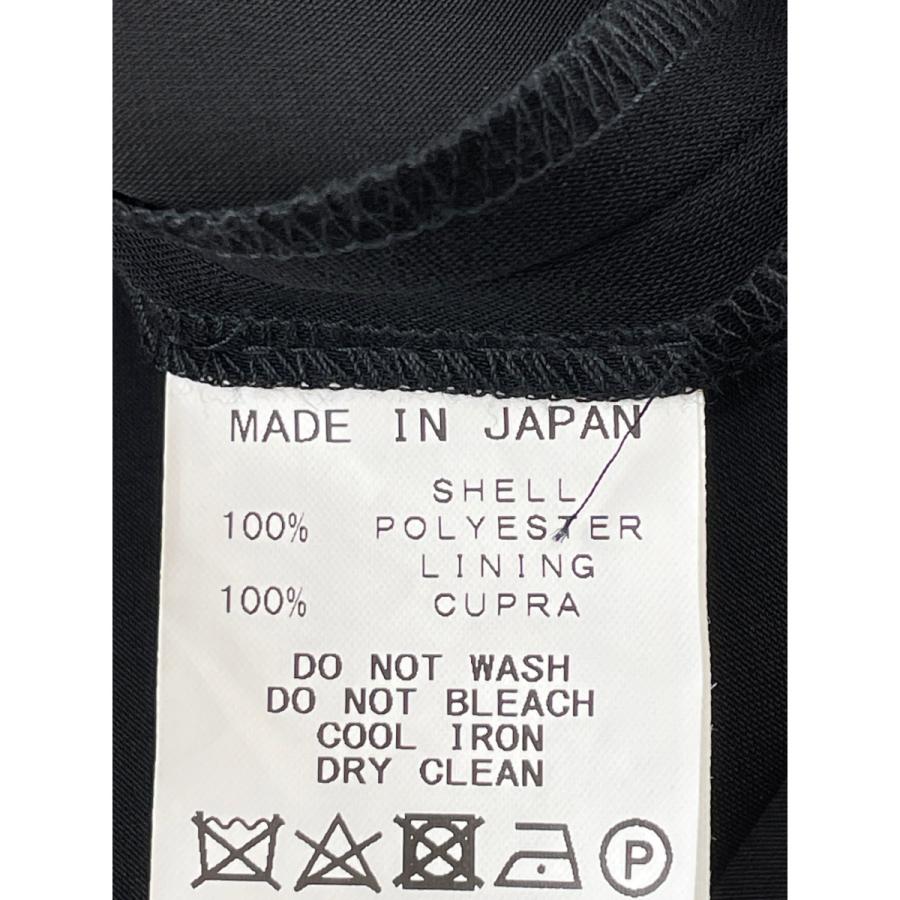 MADE IN JAPAN
SHELL
100% POLYESTER
LINING
100% CUPRA
DO NOT WASH
DO NOT BLEACH
COOL IRON
DRY CLEAN
P